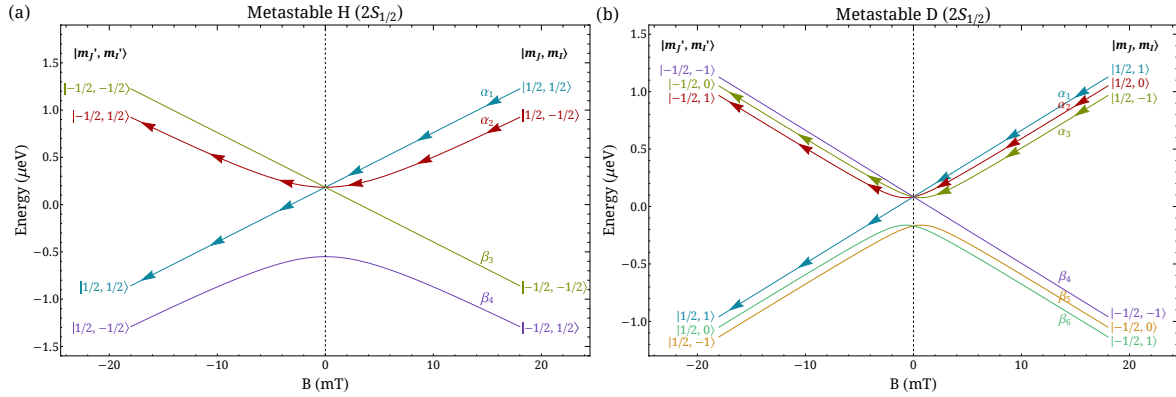 (a)
Metastable H (2S1/2)
|mJ', mI'⟩
|mJ, mI⟩
|−1/2, −1/2⟩
|−1/2, 1/2⟩
|1/2, 1/2⟩
|1/2, −1/2⟩
α1
α2
β3
β4
|1/2, 1/2⟩
|1/2, −1/2⟩
|−1/2, −1/2⟩
|−1/2, 1/2⟩
1.5
1.0
0.5
0.0
−0.5
−1.0
−1.5
Energy (μeV)
−20
−10
0
10
20
B (mT)
(b)
Metastable D (2S1/2)
|mJ', mI'⟩
|mJ, mI⟩
|−1/2, −1⟩
|−1/2, 0⟩
|−1/2, 1⟩
|1/2, 1⟩
|1/2, 0⟩
|1/2, −1⟩
α1
α2
α3
β4
β5
β6
|1/2, 1⟩
|1/2, 0⟩
|1/2, −1⟩
|−1/2, −1⟩
|−1/2, 0⟩
|−1/2, 1⟩
1.5
1.0
0.5
0.0
−0.5
−1.0
Energy (μeV)
−20
−10
0
10
20
B (mT)